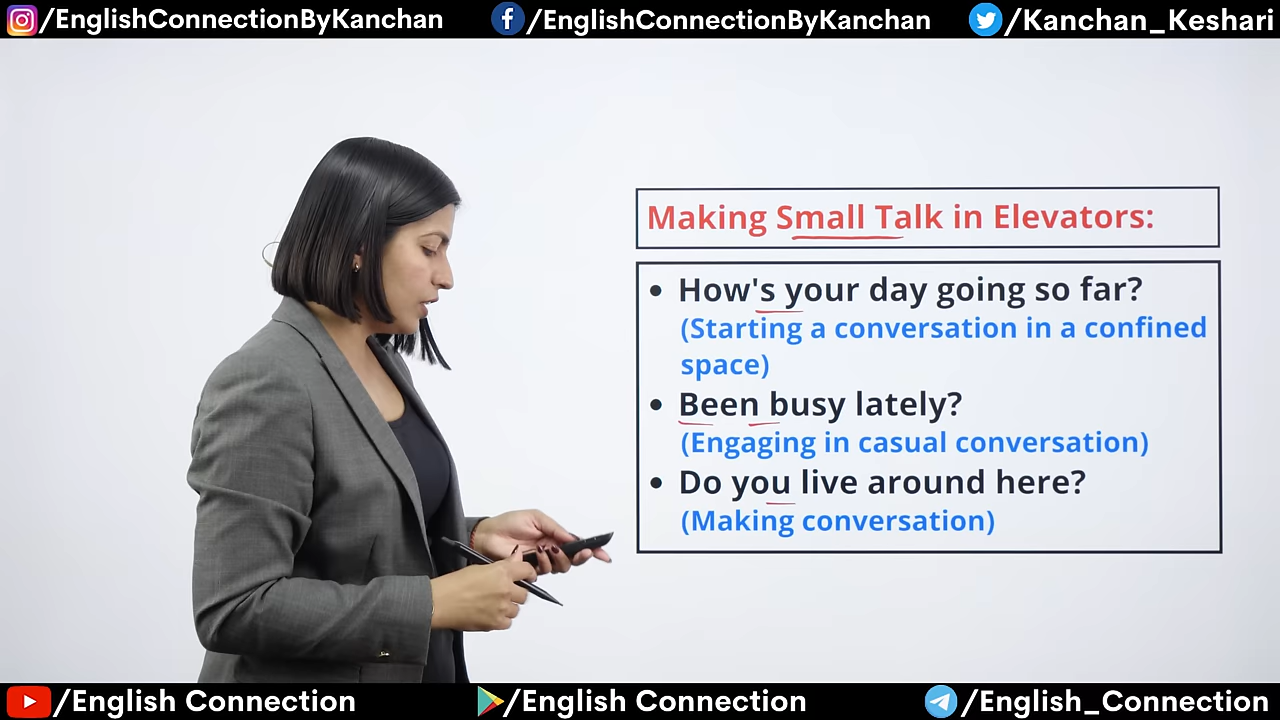 /EnglishConnectionByKanchan /EnglishConnectionByKanchan /Kanchan_Keshari
Making Small Talk in Elevators:
• How's your day going so far?
(Starting a conversation in a confined
space)
• Been busy lately?
(Engaging in casual conversation)
• Do you live around here?
(Making conversation)
/English Connection /English Connection /English_Connection